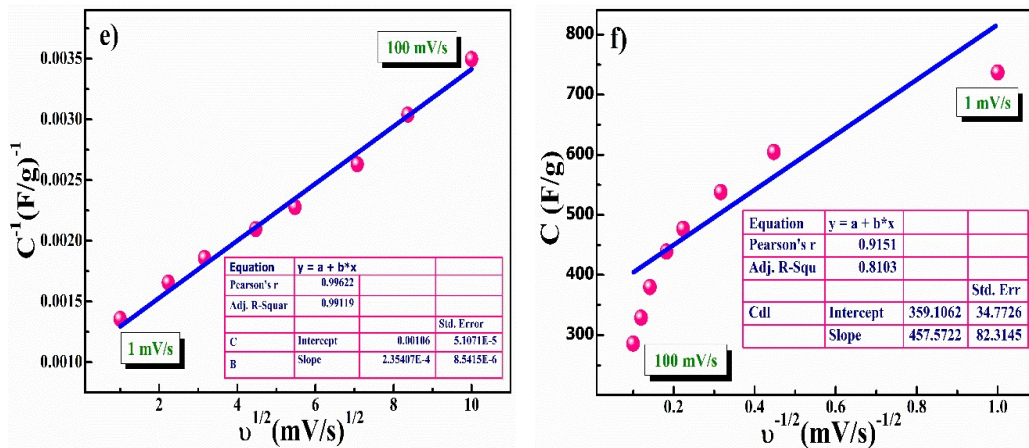 e)
100 mV/s
0.0035
0.0030
0.0025
0.0020
0.0015
0.0010
C⁻¹(F/g)⁻¹
1 mV/s
Equation y = a + b*x
Pearson's r 0.99622
Adj. R-Squar 0.99119
Std. Error
C Intercept 0.00106 5.1071E-5
B Slope 2.35407E-4 8.5415E-6
2 4 6 8 10
υ^1/2(mV/s)^1/2
f)
800
700
600
500
400
300
C (F/g)
1 mV/s
Equation y = a + b*x
Pearson's r 0.9151
Adj. R-Squ 0.8103
Std. Err
Cdl Intercept 359.1062 34.7726
Slope 457.5722 82.3145
100 mV/s
0.2 0.4 0.6 0.8 1.0
υ^-1/2(mV/s)^-1/2